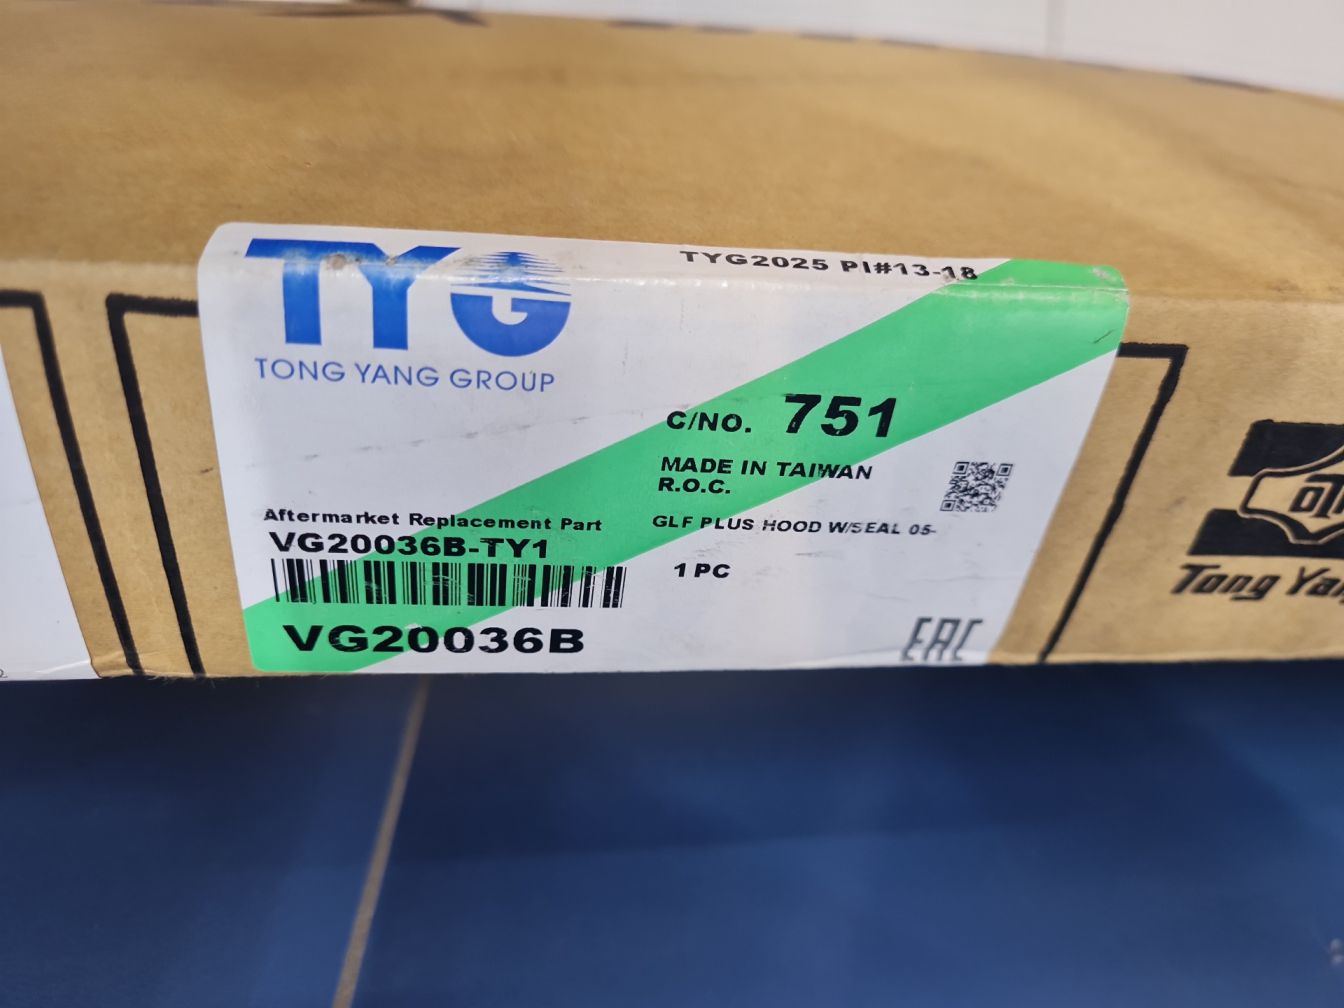 TYG
TONG YANG GROUP
TYG2025 PI#13-18
C/NO. 751
MADE IN TAIWAN
R.O.C.
Aftermarket Replacement Part
GLF PLUS HOOD W/SEAL 05-
VG20036B-TY1
1 PC
VG20036B
EAC
Tong